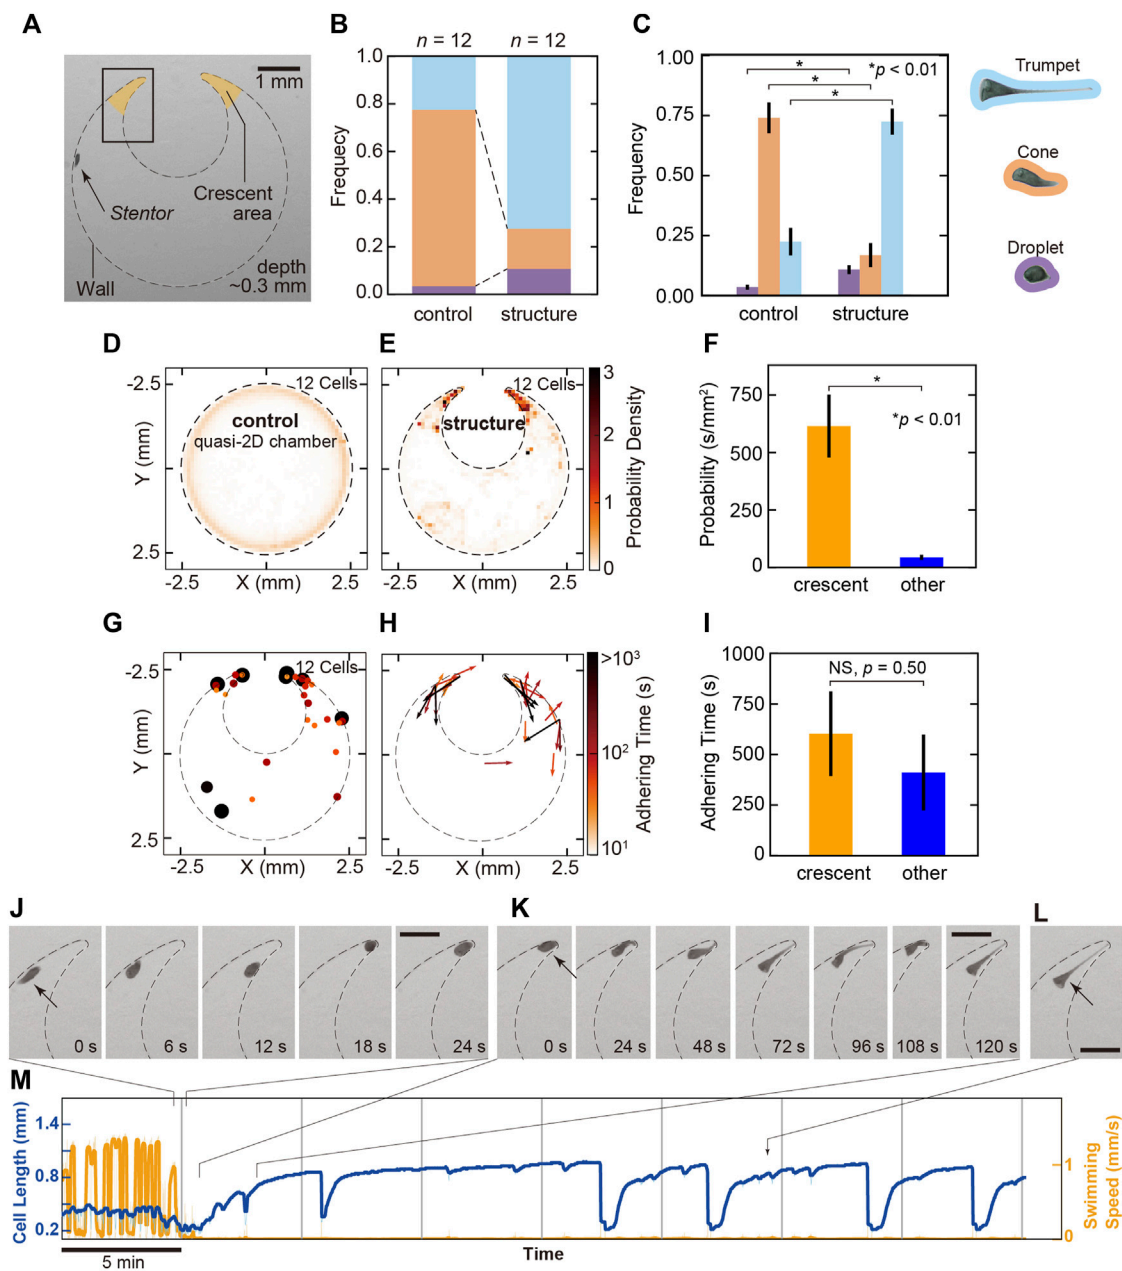 A
1 mm
Crescent
area
Stentor
Wall
depth
~0.3 mm
B
n = 12 n = 12
Frequecy
1.0
0.8
0.6
0.4
0.2
0.0
control structure
C
Frequency
1.00
0.75
0.50
0.25
0.00
*
*
*
*p < 0.01
control structure
Trumpet
Cone
Droplet
D
Y (mm)
-2.5
2.5
12 Cells
control
quasi-2D chamber
-2.5 2.5
X (mm)
E
12 Cells
structure
-2.5 2.5
X (mm)
3
2
1
0
Probability Density
F
Probability (s/mm²)
750
500
250
0
*
*p < 0.01
crescent other
G
Y (mm)
-2.5
2.5
12 Cells
-2.5 2.5
X (mm)
H
-2.5 2.5
X (mm)
>10³
10²
10¹
Adhering Time (s)
I
Adhering Time (s)
1000
750
500
250
0
NS, p = 0.50
crescent other
J
0 s 6 s 12 s 18 s 24 s
K
0 s 24 s 48 s 72 s 96 s 108 s 120 s
L
M
Cell Length (mm)
1.4
0.8
0.2
1
0
Swimming
Speed (mm/s)
5 min
Time